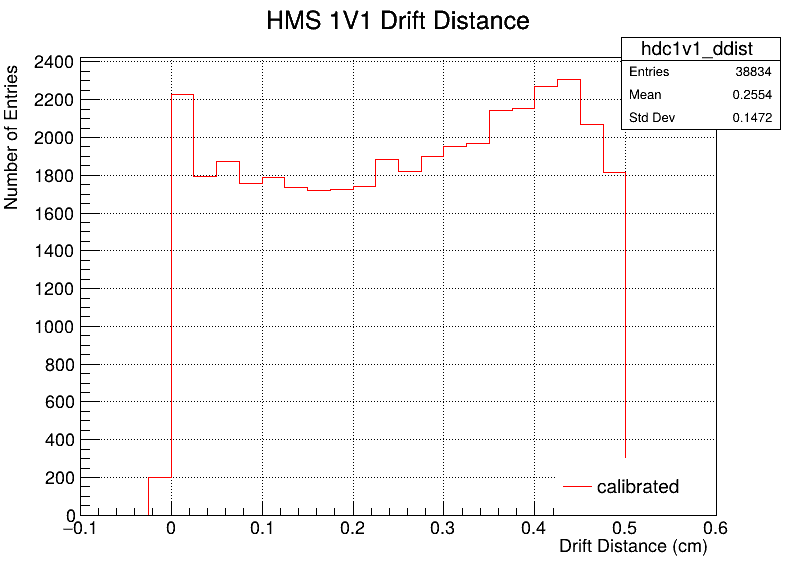 HMS 1V1 Drift Distance
hdc1v1_ddist
Entries 38834
Mean 0.2554
Std Dev 0.1472
Number of Entries
2400
2200
2000
1800
1600
1400
1200
1000
800
600
400
200
0
−0.1 0 0.1 0.2 0.3 0.4 0.5 0.6
calibrated
Drift Distance (cm)